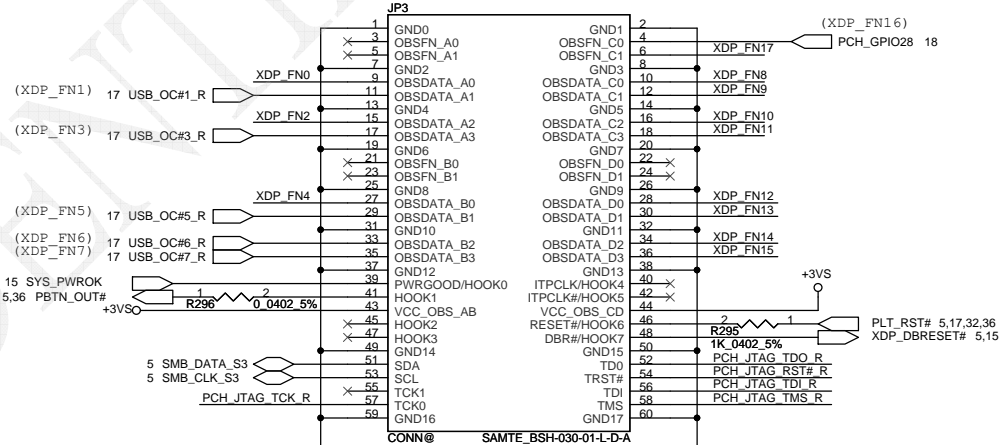 JP3
1 GND0 GND1 2
3 OBSFN_A0 OBSFN_C0 4
5 OBSFN_A1 OBSFN_C1 6
7 GND2 GND3 8
9 OBSDATA_A0 OBSDATA_C0 10
11 OBSDATA_A1 OBSDATA_C1 12
13 GND4 GND5 14
15 OBSDATA_A2 OBSDATA_C2 16
17 OBSDATA_A3 OBSDATA_C3 18
19 GND6 GND7 20
21 OBSFN_B0 OBSFN_D0 22
23 OBSFN_B1 OBSFN_D1 24
25 GND8 GND9 26
27 OBSDATA_B0 OBSDATA_D0 28
29 OBSDATA_B1 OBSDATA_D1 30
31 GND10 GND11 32
33 OBSDATA_B2 OBSDATA_D2 34
35 OBSDATA_B3 OBSDATA_D3 36
37 GND12 GND13 38
39 PWRGOOD/HOOK0 ITPCLK/HOOK4 40
41 HOOK1 ITPCLK#/HOOK5 42
43 VCC_OBS_AB VCC_OBS_CD 44
45 HOOK2 RESET#/HOOK6 46
47 HOOK3 DBR#/HOOK7 48
49 GND14 GND15 50
51 SDA TD0 52
53 SCL TRST# 54
55 TCK1 TDI 56
57 TCK0 TMS 58
59 GND16 GND17 60
CONN@ SAMTE_BSH-030-01-L-D-A
XDP_FN0
(XDP_FN1) 17 USB_OC#1_R
XDP_FN2
(XDP_FN3) 17 USB_OC#3_R
XDP_FN4
(XDP_FN5) 17 USB_OC#5_R
(XDP_FN6) 17 USB_OC#6_R
(XDP_FN7) 17 USB_OC#7_R
15 SYS_PWROK
5,36 PBTN_OUT# 1 2
R296 0_0402_5%
+3VS
5 SMB_DATA_S3
5 SMB_CLK_S3
PCH_JTAG_TCK_R
(XDP_FN16)
PCH_GPIO28 18
XDP_FN17
XDP_FN8
XDP_FN9
XDP_FN10
XDP_FN11
XDP_FN12
XDP_FN13
XDP_FN14
XDP_FN15
+3VS
2 1 PLT_RST# 5,17,32,36
R295 XDP_DBRESET# 5,15
1K_0402_5%
PCH_JTAG_TDO_R
PCH_JTAG_RST#_R
PCH_JTAG_TDI_R
PCH_JTAG_TMS_R